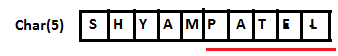 Char(5) S H Y A M P A T E L